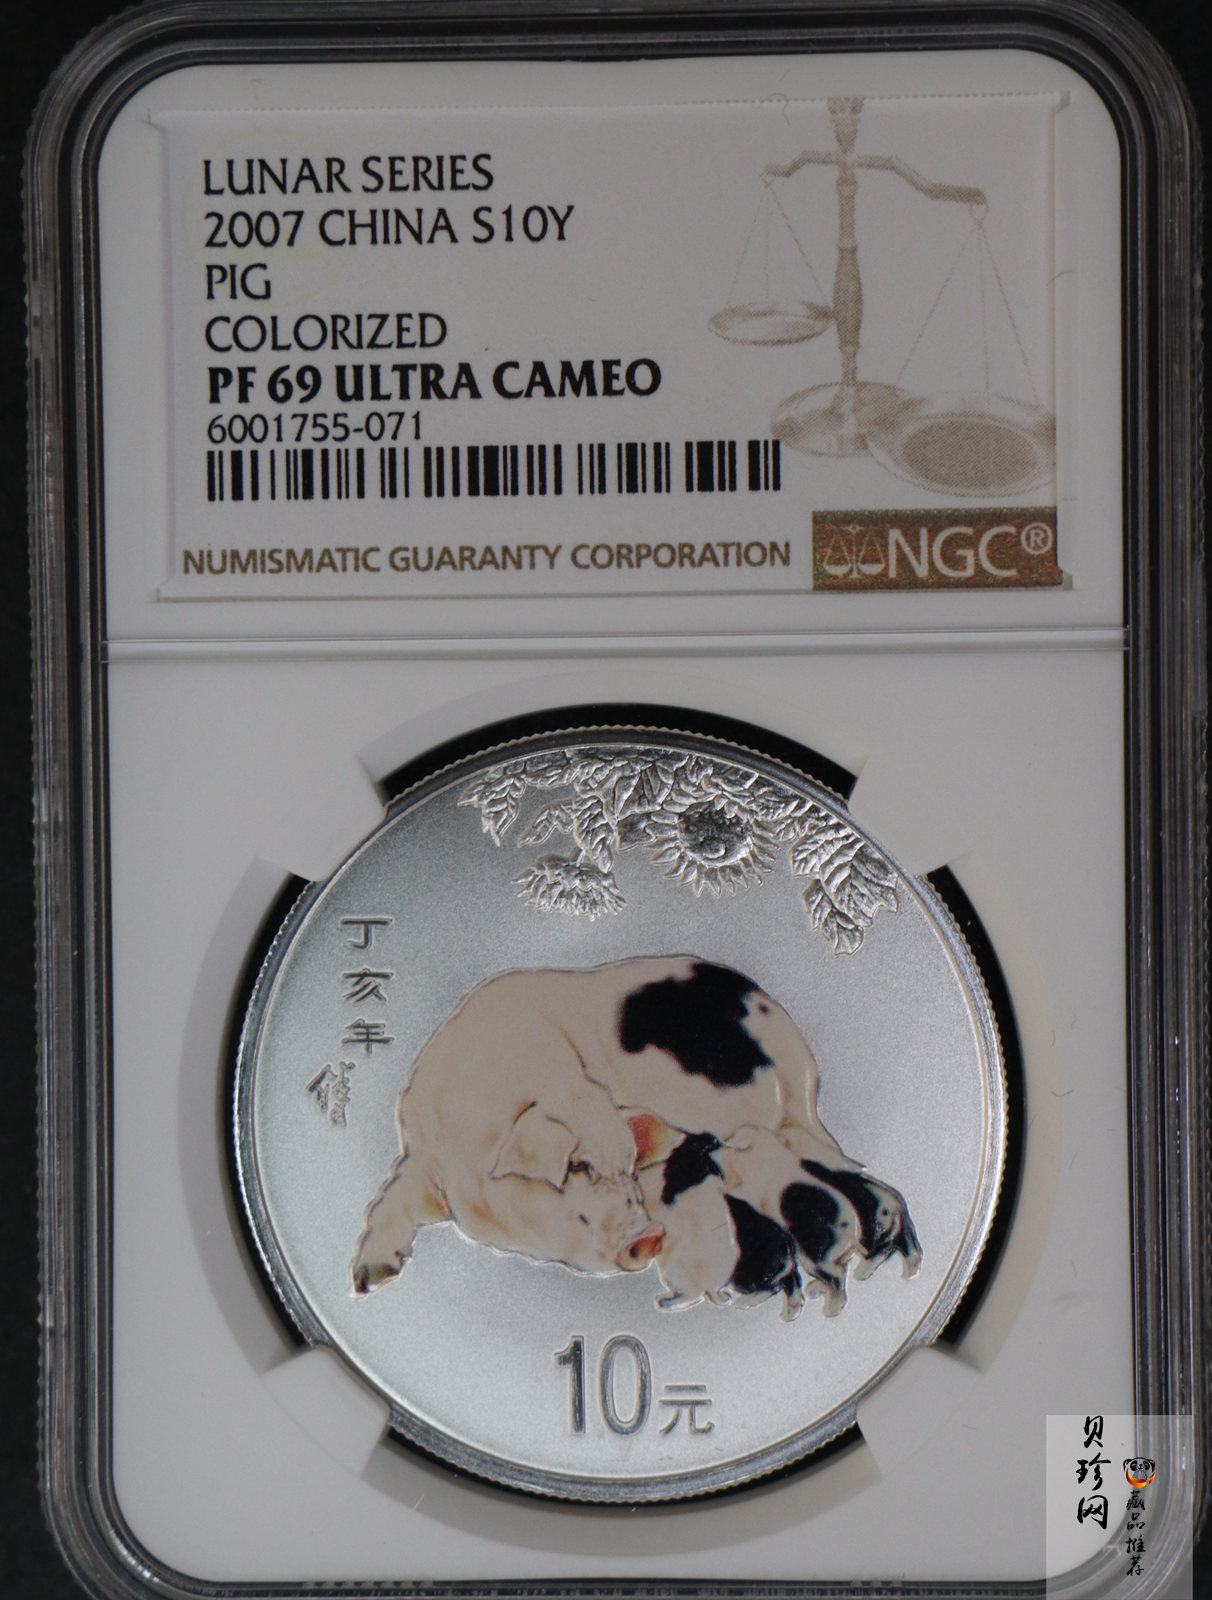 LUNAR SERIES
2007 CHINA S10Y
PIG
COLORIZED
PF 69 ULTRA CAMEO
6001755-071
NUMISMATIC GUARANTY CORPORATION
NGC®
丁亥年
10元
贝珍网
藏品推荐